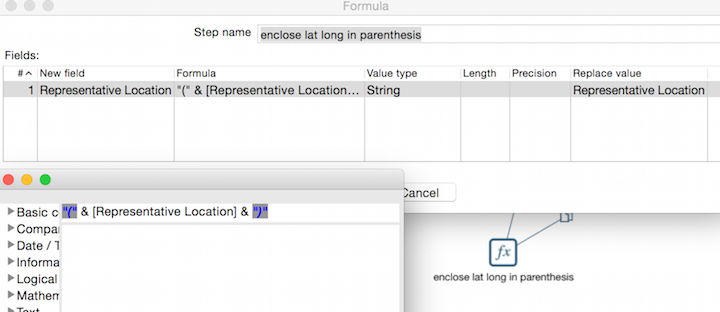 Formula
Step name enclose lat long in parenthesis
Fields:
# New field Formula Value type Length Precision Replace value
1 Representative Location "(" & [Representative Location... String Representative Location
Cancel
"(" & [Representative Location] & ")"
Basic c
Compa
Date / T
Informa
Logical
Mathem
Text
fx
enclose lat long in parenthesis